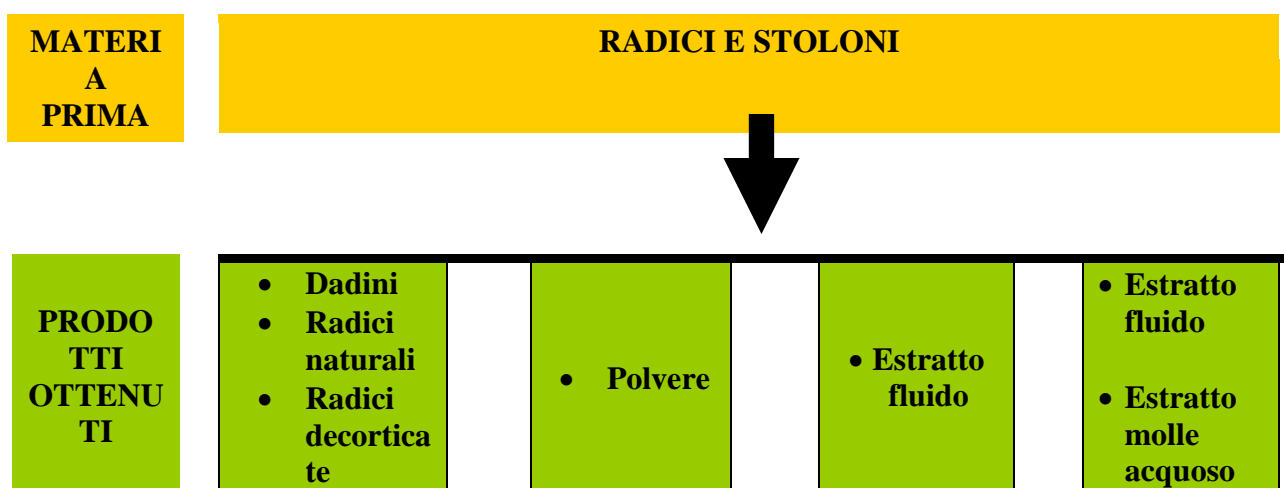 MATERI
A
PRIMA
RADICI E STOLONI
PRODO
TTI
OTTENU
TI
• Dadini
• Radici
naturali
• Radici
decortica
te
• Polvere
• Estratto
fluido
• Estratto
fluido
• Estratto
molle
acquoso